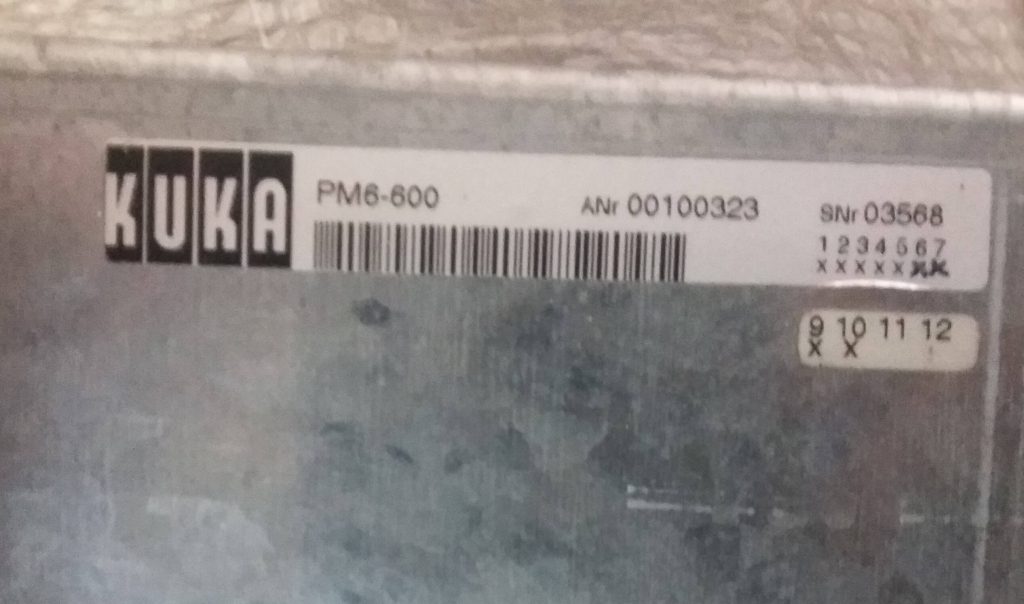 KUKA
PM6-600
ANr 00100323
SNr 03568
1 2 3 4 5 6 7
X X X X X X X
9 10 11 12
X X